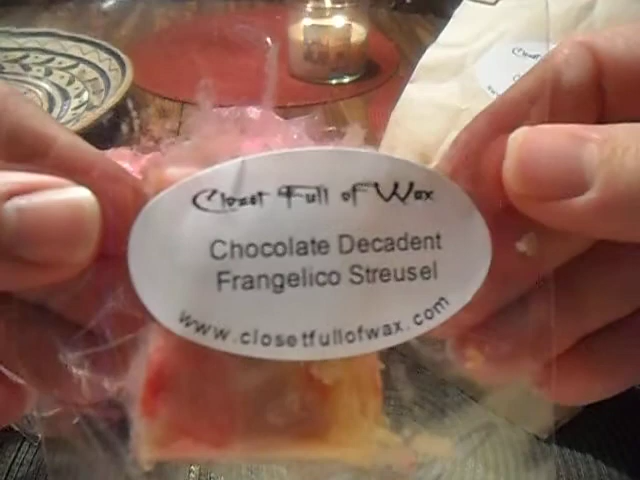 Closet Full of Wax
Chocolate Decadent
Frangelico Streusel
www.closetfullofwax.com